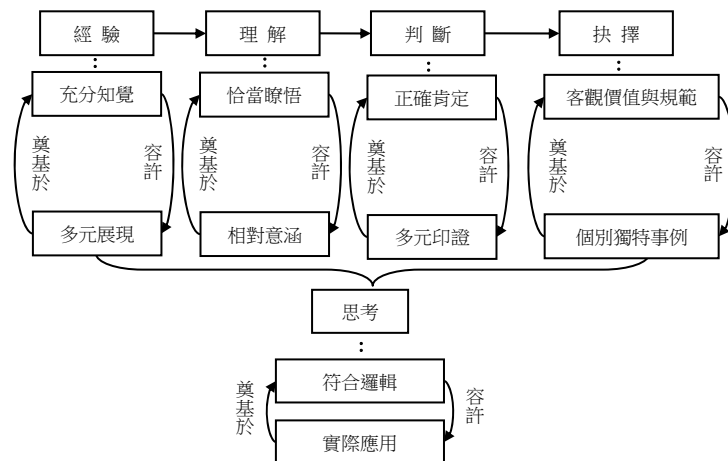 經 驗
理 解
判 斷
抉 擇
充分知覺
恰當瞭悟
正確肯定
客觀價值與規範
奠基於
容許
奠基於
容許
奠基於
容許
奠基於
容許
多元展現
相對意涵
多元印證
個別獨特事例
思考
符合邏輯
奠基於
容許
實際應用